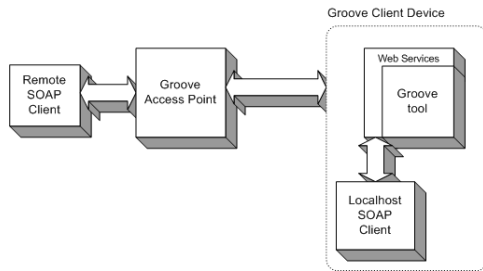 Groove Client Device
Remote
SOAP
Client
Groove
Access Point
Web Services
Groove
tool
Localhost
SOAP
Client